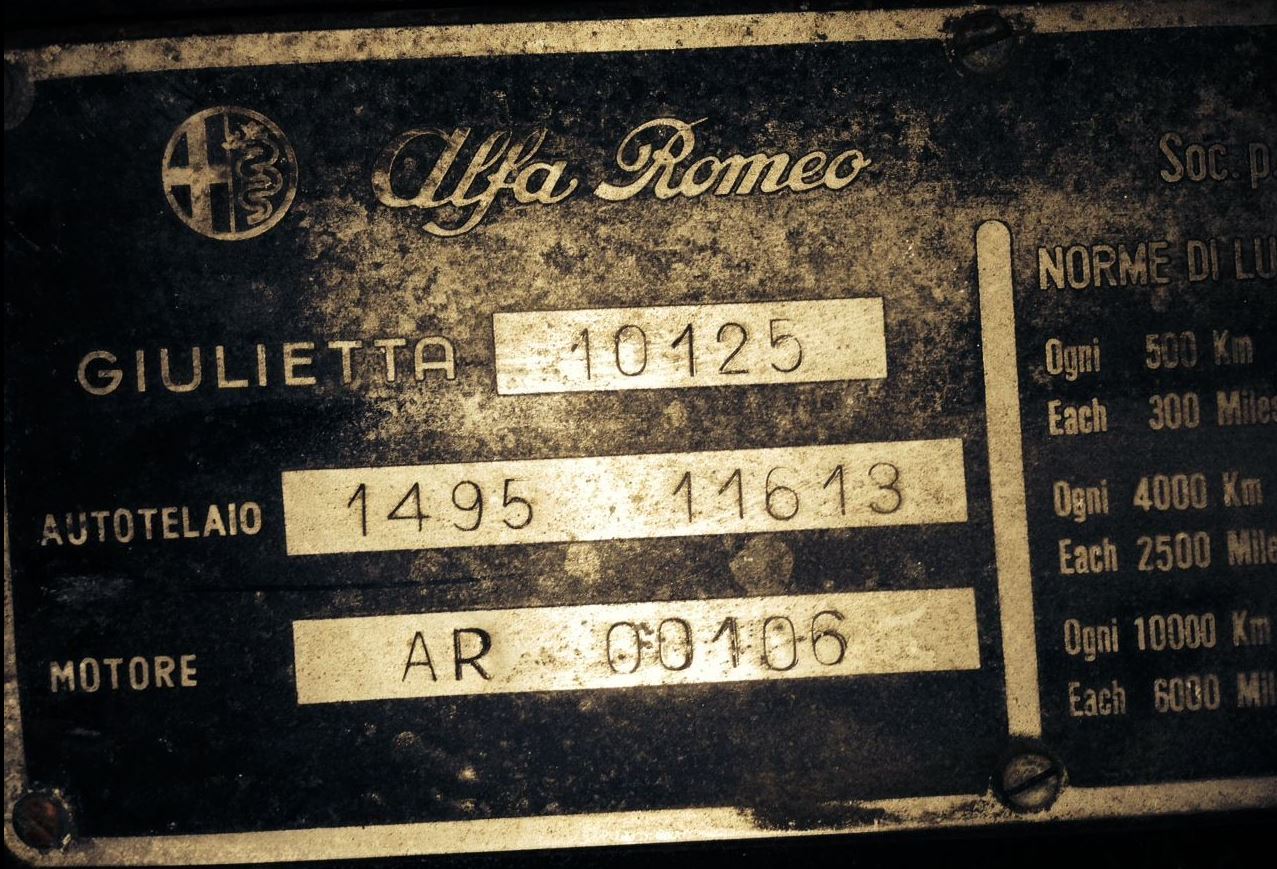 Alfa Romeo
GIULIETTA 10125
AUTOTELAIO 1495 11613
MOTORE AR 00106
Soc. p.
NORME DI LU
Ogni 500 Km
Each 300 Miles
Ogni 4000 Km
Each 2500 Mile
Ogni 10000 Km
Each 6000 Mil